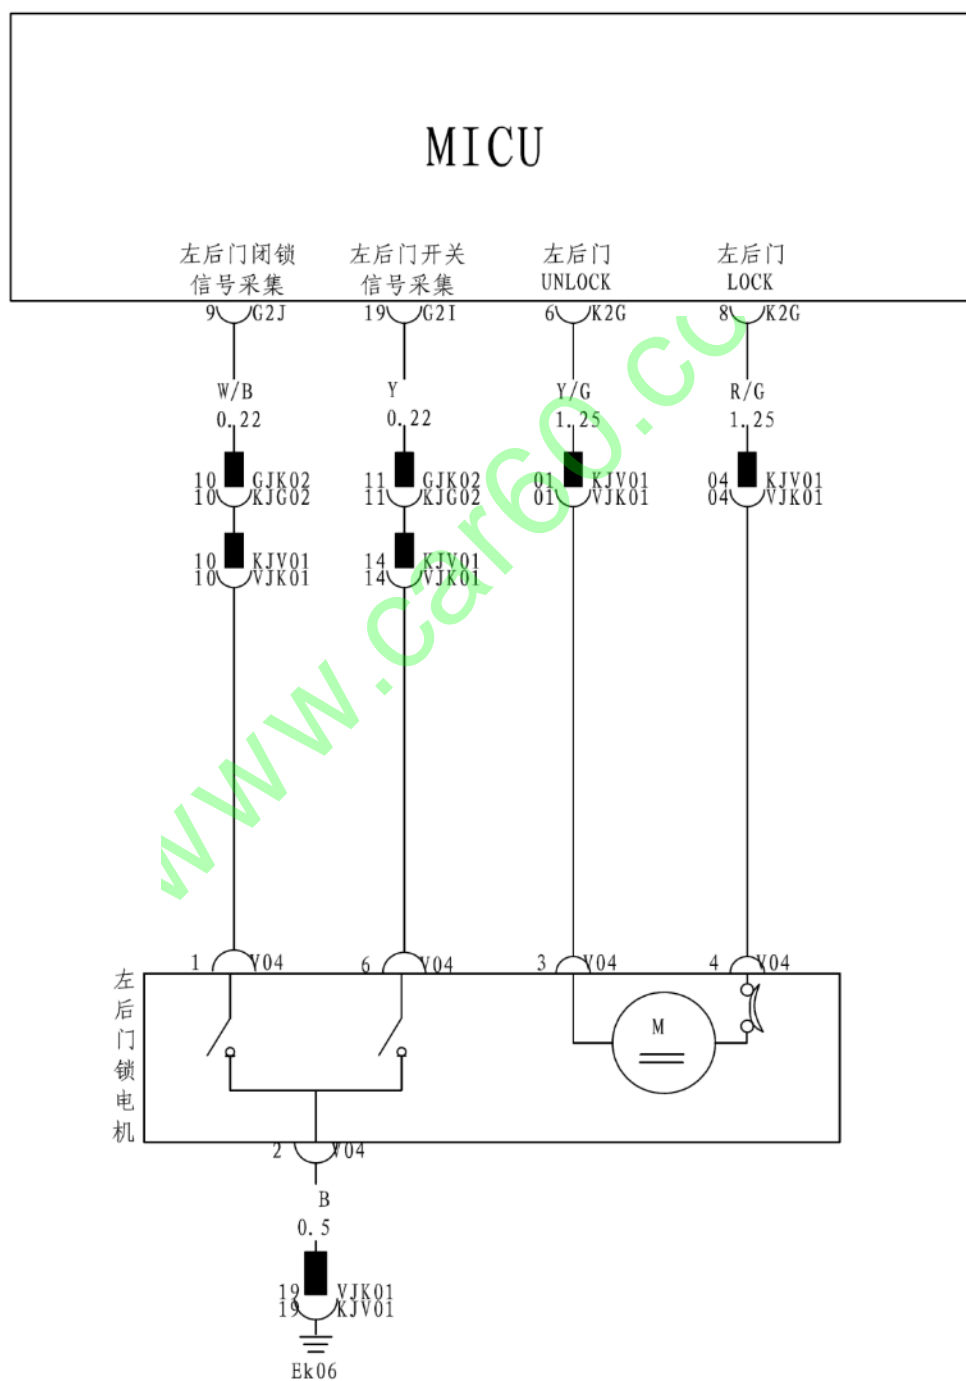 MICU
左后门闭锁 左后门开关 左后门 左后门
信号采集 信号采集 UNLOCK LOCK
9 G2J 19 G2I 6 K2G 8 K2G
W/B Y Y/G R/G
0.22 0.22 1.25 1.25
10 GJK02 11 GJK02 01 KJV01 04 KJV01
10 KJG02 11 KJG02 01 VJK01 04 VJK01
10 KJV01 14 KJV01
10 VJK01 14 VJK01
www.car60.co
1 V04 6 V04 3 V04 4 V04
左后门锁电机
M
2 V04
B
0.5
19 VJK01
19 KJV01
Ek06